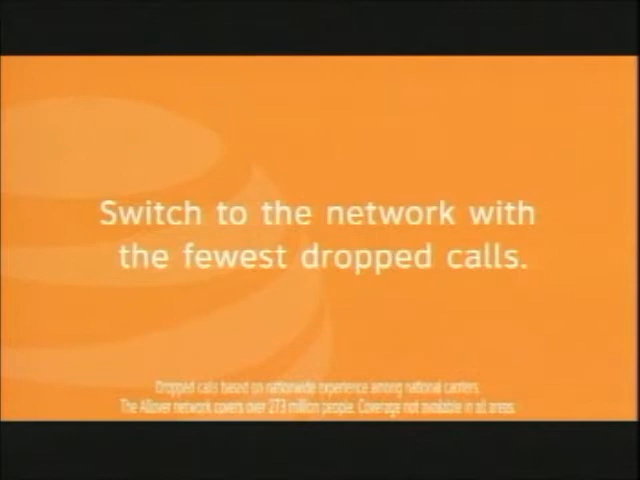 Switch to the network with
the fewest dropped calls.
Dropped calls based on nationwide experience among national carriers.
The Allover network covers over 273 million people. Coverage not available in all areas.